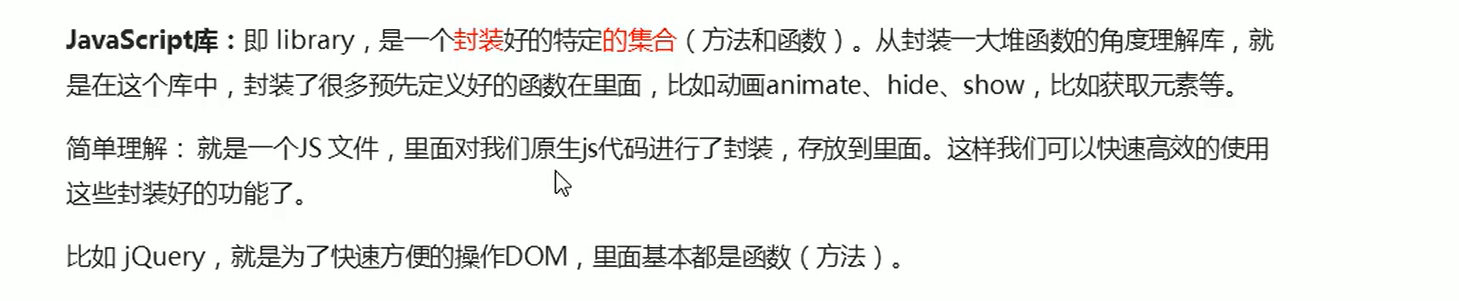 JavaScript库：即 library，是一个封装好的特定的集合（方法和函数）。从封装一大堆函数的角度理解库，就
是在这个库中，封装了很多预先定义好的函数在里面，比如动画animate、hide、show，比如获取元素等。
简单理解： 就是一个JS 文件，里面对我们原生js代码进行了封装，存放到里面。这样我们可以快速高效的使用
这些封装好的功能了。
比如 jQuery，就是为了快速方便的操作DOM，里面基本都是函数（方法）。